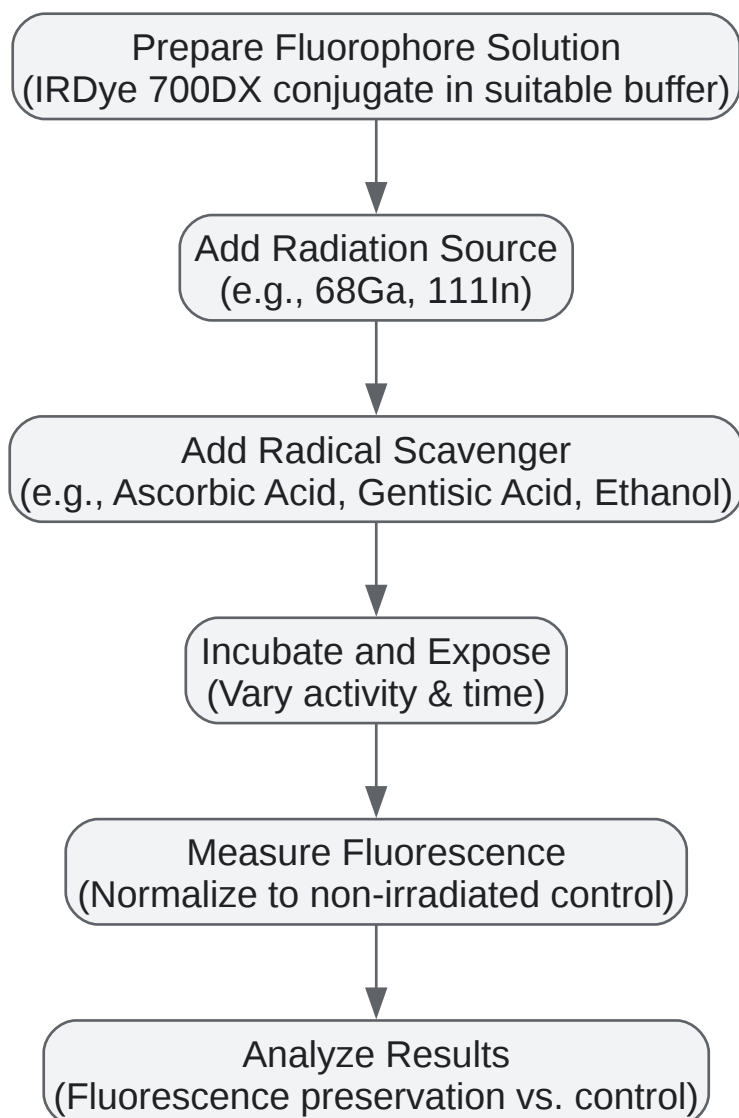 Prepare Fluorophore Solution
(IRDye 700DX conjugate in suitable buffer)
Add Radiation Source
(e.g., 68Ga, 111In)
Add Radical Scavenger
(e.g., Ascorbic Acid, Gentisic Acid, Ethanol)
Incubate and Expose
(Vary activity & time)
Measure Fluorescence
(Normalize to non-irradiated control)
Analyze Results
(Fluorescence preservation vs. control)